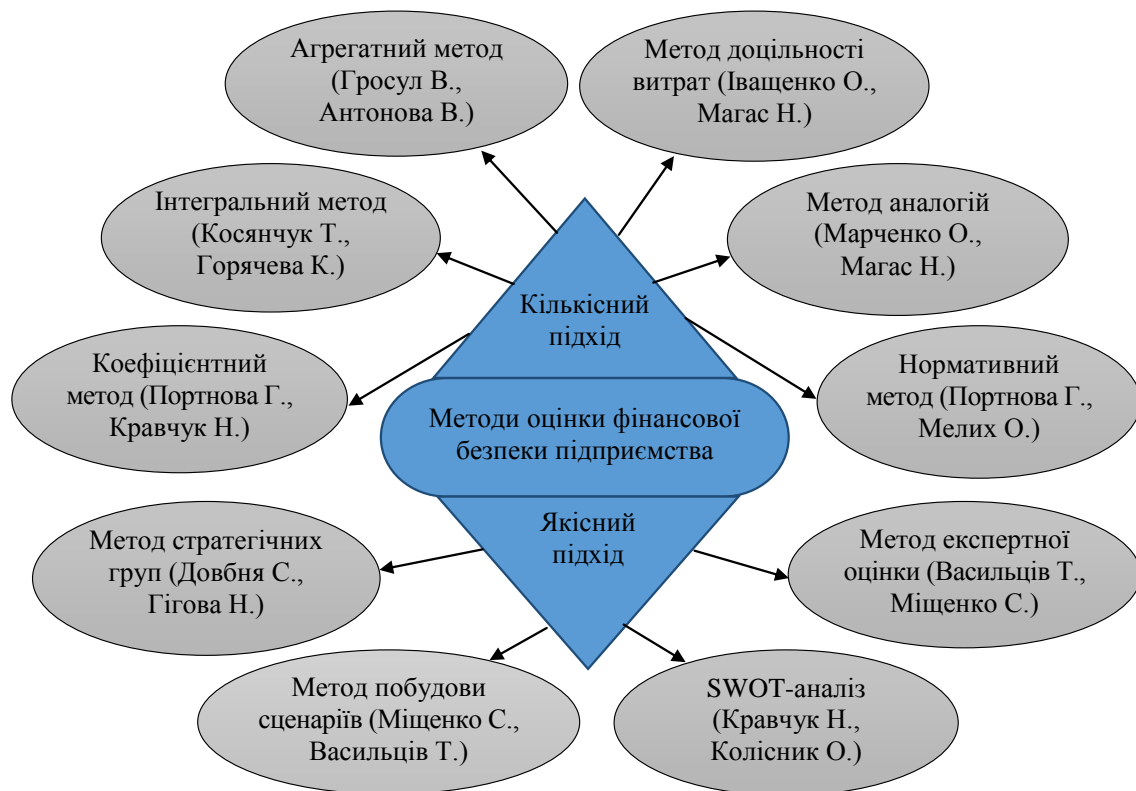 Агрегатний метод
(Гросул В.,
Антонова В.)
Метод доцільності
витрат (Іващенко О.,
Магас Н.)
Інтегральний метод
(Косянчук Т.,
Горячева К.)
Метод аналогій
(Марченко О.,
Магас Н.)
Кількісний
підхід
Коефіцієнтний
метод (Портнова Г.,
Кравчук Н.)
Нормативний
метод (Портнова Г.,
Мелих О.)
Методи оцінки фінансової
безпеки підприємства
Якісний
підхід
Метод стратегічних
груп (Довбня С.,
Гігова Н.)
Метод експертної
оцінки (Васильців Т.,
Міщенко С.)
Метод побудови
сценаріїв (Міщенко С.,
Васильців Т.)
SWOT-аналіз
(Кравчук Н.,
Колісник О.)